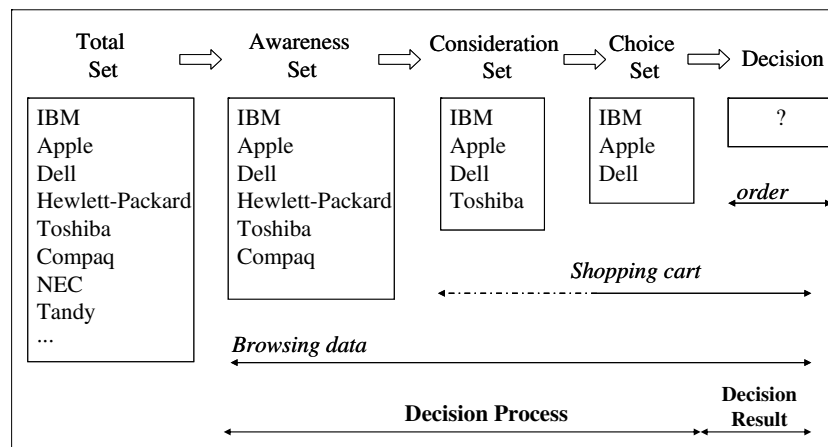 Total
Set
Awareness
Set
Consideration
Set
Choice
Set
Decision
IBM
Apple
Dell
Hewlett-Packard
Toshiba
Compaq
NEC
Tandy
...
IBM
Apple
Dell
Hewlett-Packard
Toshiba
Compaq
IBM
Apple
Dell
Toshiba
IBM
Apple
Dell
?
order
Shopping cart
Browsing data
Decision Process
Decision
Result